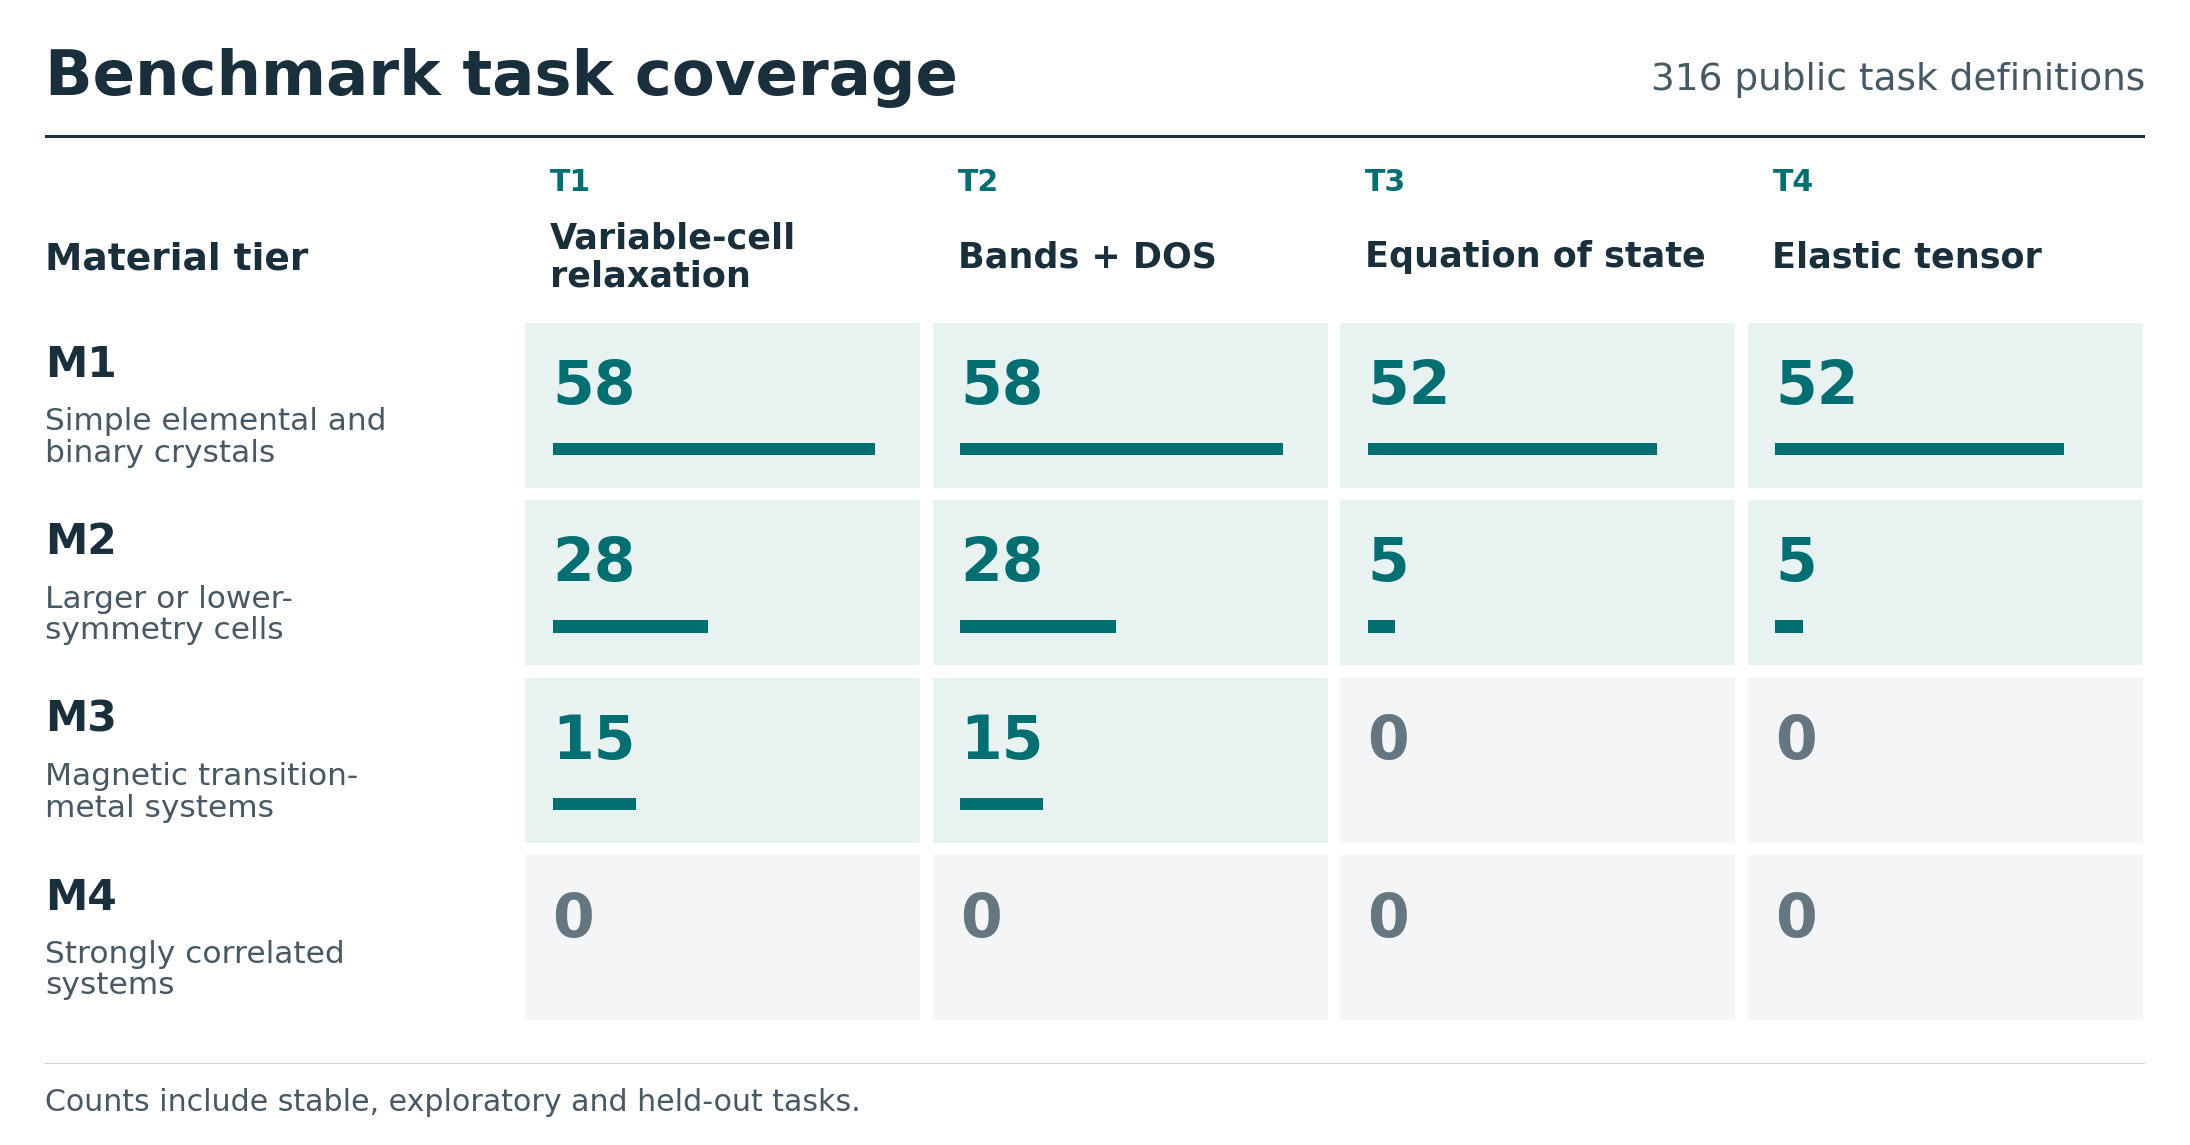 Benchmark task coverage
316 public task definitions
T1
T2
T3
T4
Material tier
Variable-cell
relaxation
Bands + DOS
Equation of state
Elastic tensor
M1
Simple elemental and
binary crystals
58
58
52
52
M2
Larger or lower-
symmetry cells
28
28
5
5
M3
Magnetic transition-
metal systems
15
15
0
0
M4
Strongly correlated
systems
0
0
0
0
Counts include stable, exploratory and held-out tasks.